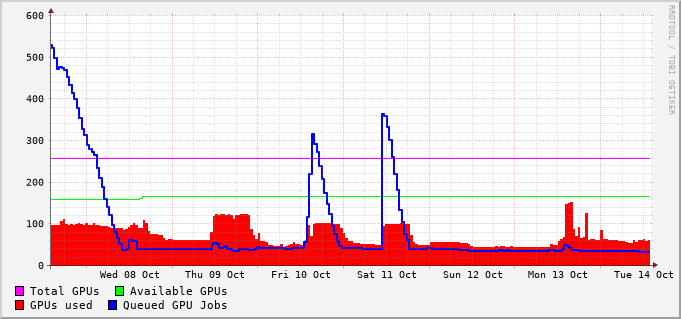 600
500
400
300
200
100
0
Wed 08 Oct Thu 09 Oct Fri 10 Oct Sat 11 Oct Sun 12 Oct Mon 13 Oct Tue 14 Oct
Total GPUs Available GPUs
GPUs used Queued GPU Jobs
RRDTOOL / TOBI OETIKER